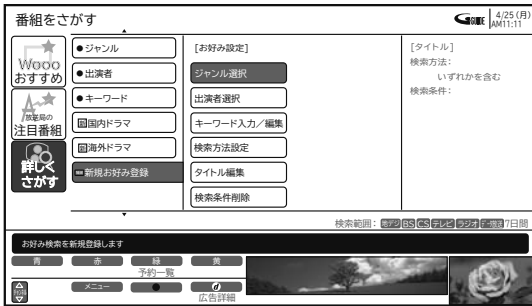 番組をさがす
GGUIDE 4/25(月)
AM11:11
Wooo
おすすめ
放送局の
注目番組
詳しく
さがす
●ジャンル
●出演者
●キーワード
国内ドラマ
海外ドラマ
新規お好み登録
[お好み設定]
ジャンル選択
出演者選択
キーワード入力／編集
検索方法設定
タイトル編集
検索条件削除
[タイトル]
検索方法：
いずれかを含む
検索条件：
検索範囲： 地デジ BS CS テレビ ラジオ 7日間
お好み検索を新規登録します
青 赤 緑 黄
予約一覧
メニュー ● d
広告詳細